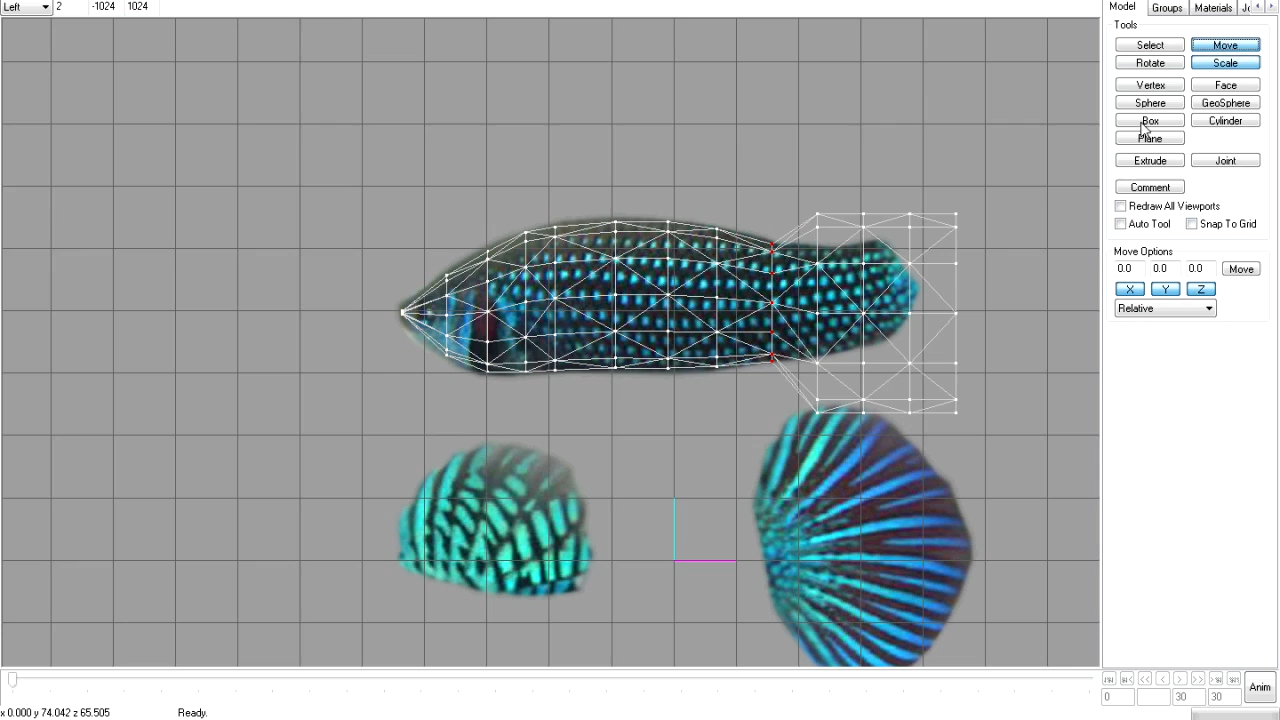 Left 2 -1024 1024 Model Groups Materials
Tools
Select Move
Rotate Scale
Vertex Face
Sphere GeoSphere
Box Cylinder
Plane
Extrude Joint
Comment
Redraw All Viewports
Auto Tool Snap To Grid
Move Options
0.0 0.0 0.0 Move
X Y Z
Relative
Anim
0 30 30
x 0.000 y 74.042 z 65.505 Ready.